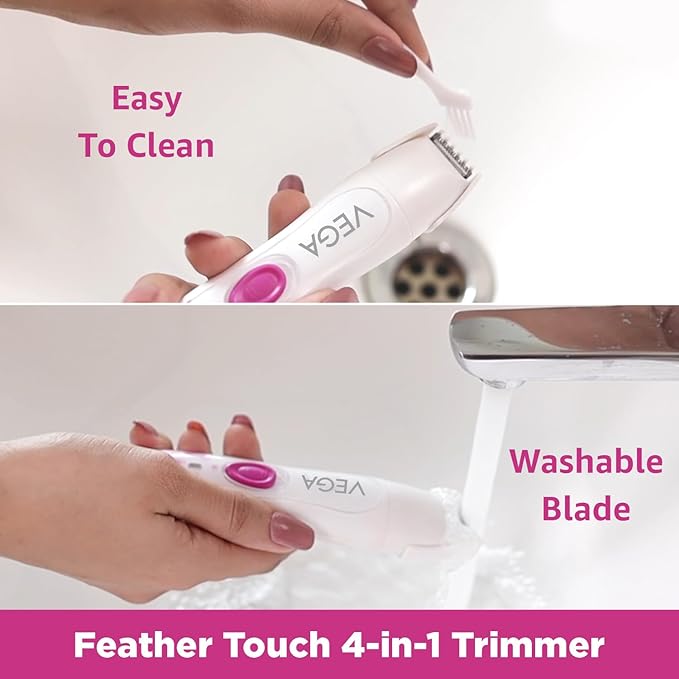 Easy
To Clean
VEGA
VEGA
Washable
Blade
Feather Touch 4-in-1 Trimmer